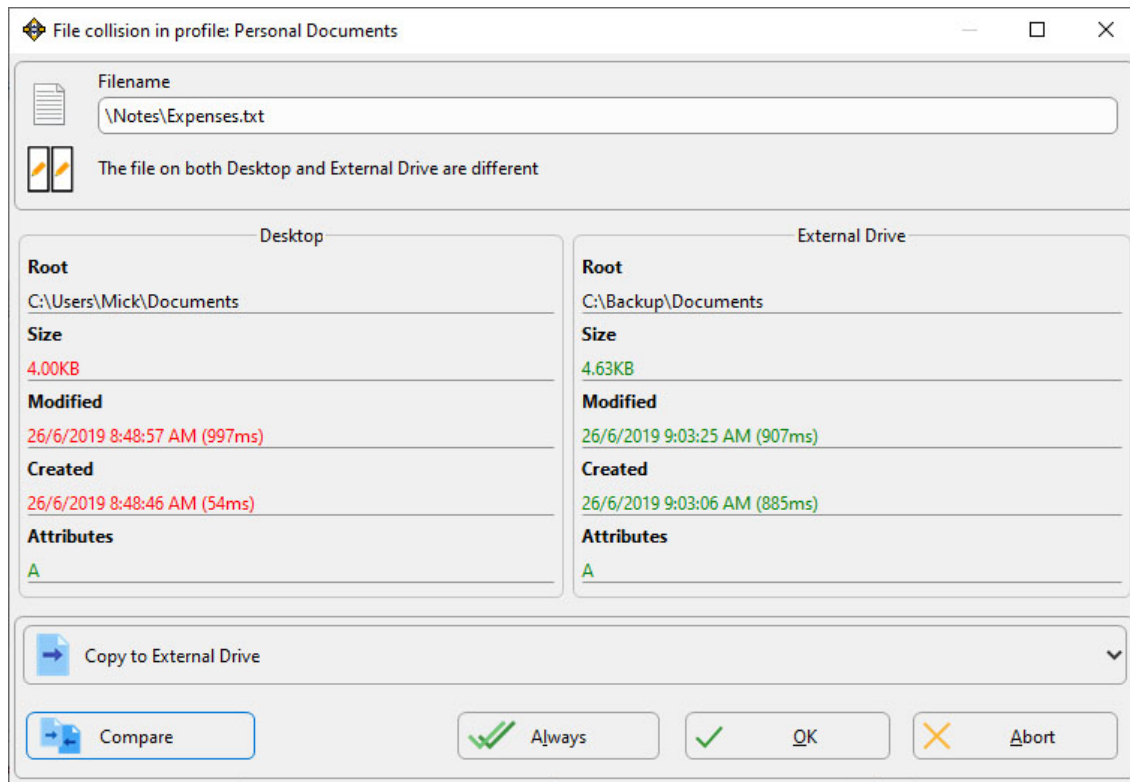 File collision in profile: Personal Documents
Filename
\Notes\Expenses.txt
The file on both Desktop and External Drive are different
Desktop
Root
C:\Users\Mick\Documents
Size
4.00KB
Modified
26/6/2019 8:48:57 AM (997ms)
Created
26/6/2019 8:48:46 AM (54ms)
Attributes
A
External Drive
Root
C:\Backup\Documents
Size
4.63KB
Modified
26/6/2019 9:03:25 AM (907ms)
Created
26/6/2019 9:03:06 AM (885ms)
Attributes
A
Copy to External Drive
Compare
Always
OK
Abort